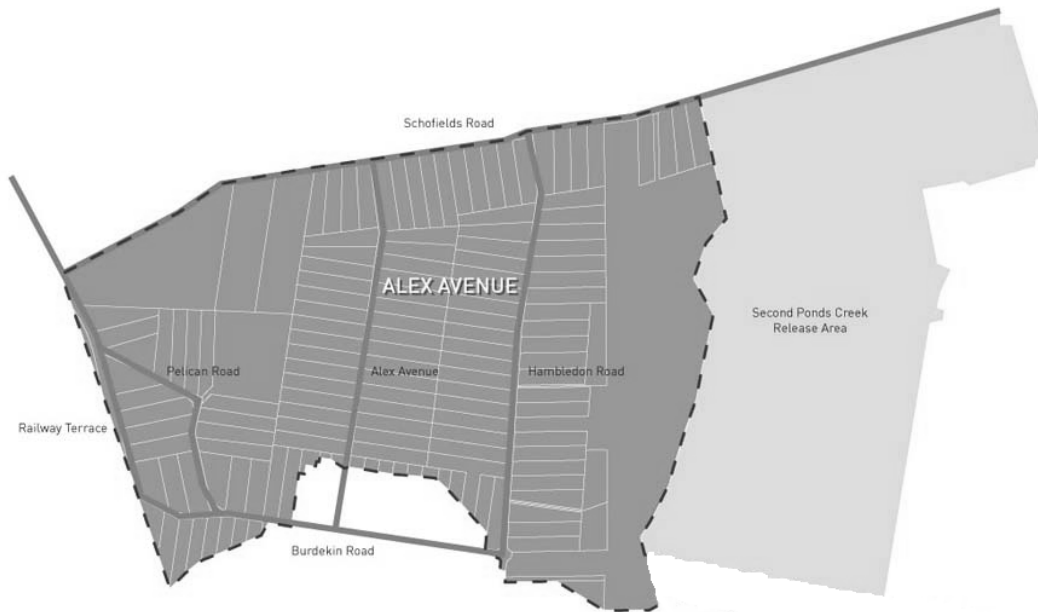 Schofields Road
ALEX AVENUE
Second Ponds Creek
Release Area
Pelican Road
Alex Avenue
Hambledon Road
Railway Terrace
Burdekin Road